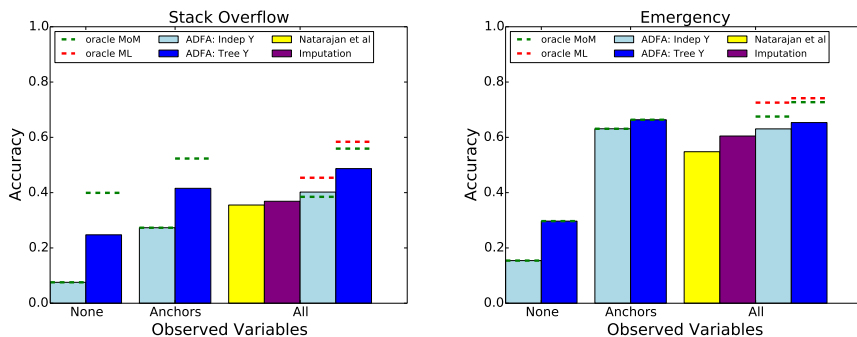 Stack Overflow
1.0
0.8
0.6
0.4
0.2
0.0
Accuracy
oracle MoM
oracle ML
ADFA: Indep Y
ADFA: Tree Y
Natarajan et al
Imputation
None
Anchors
All
Observed Variables
Emergency
1.0
0.8
0.6
0.4
0.2
0.0
Accuracy
oracle MoM
oracle ML
ADFA: Indep Y
ADFA: Tree Y
Natarajan et al
Imputation
None
Anchors
All
Observed Variables